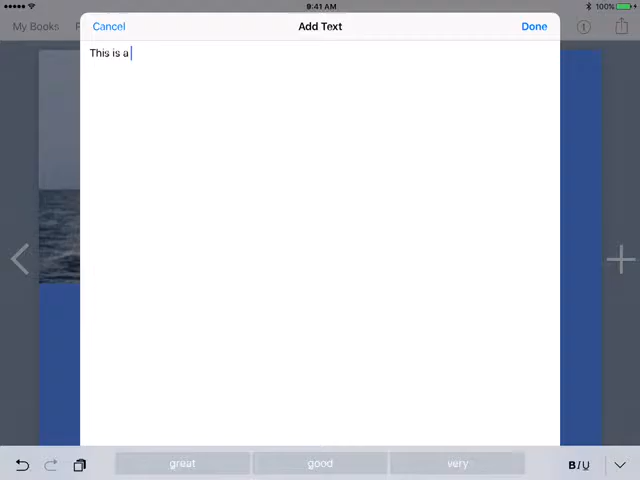 9:41 AM
100%
My Books
Cancel
Add Text
Done
This is a
great
good
very
B I U